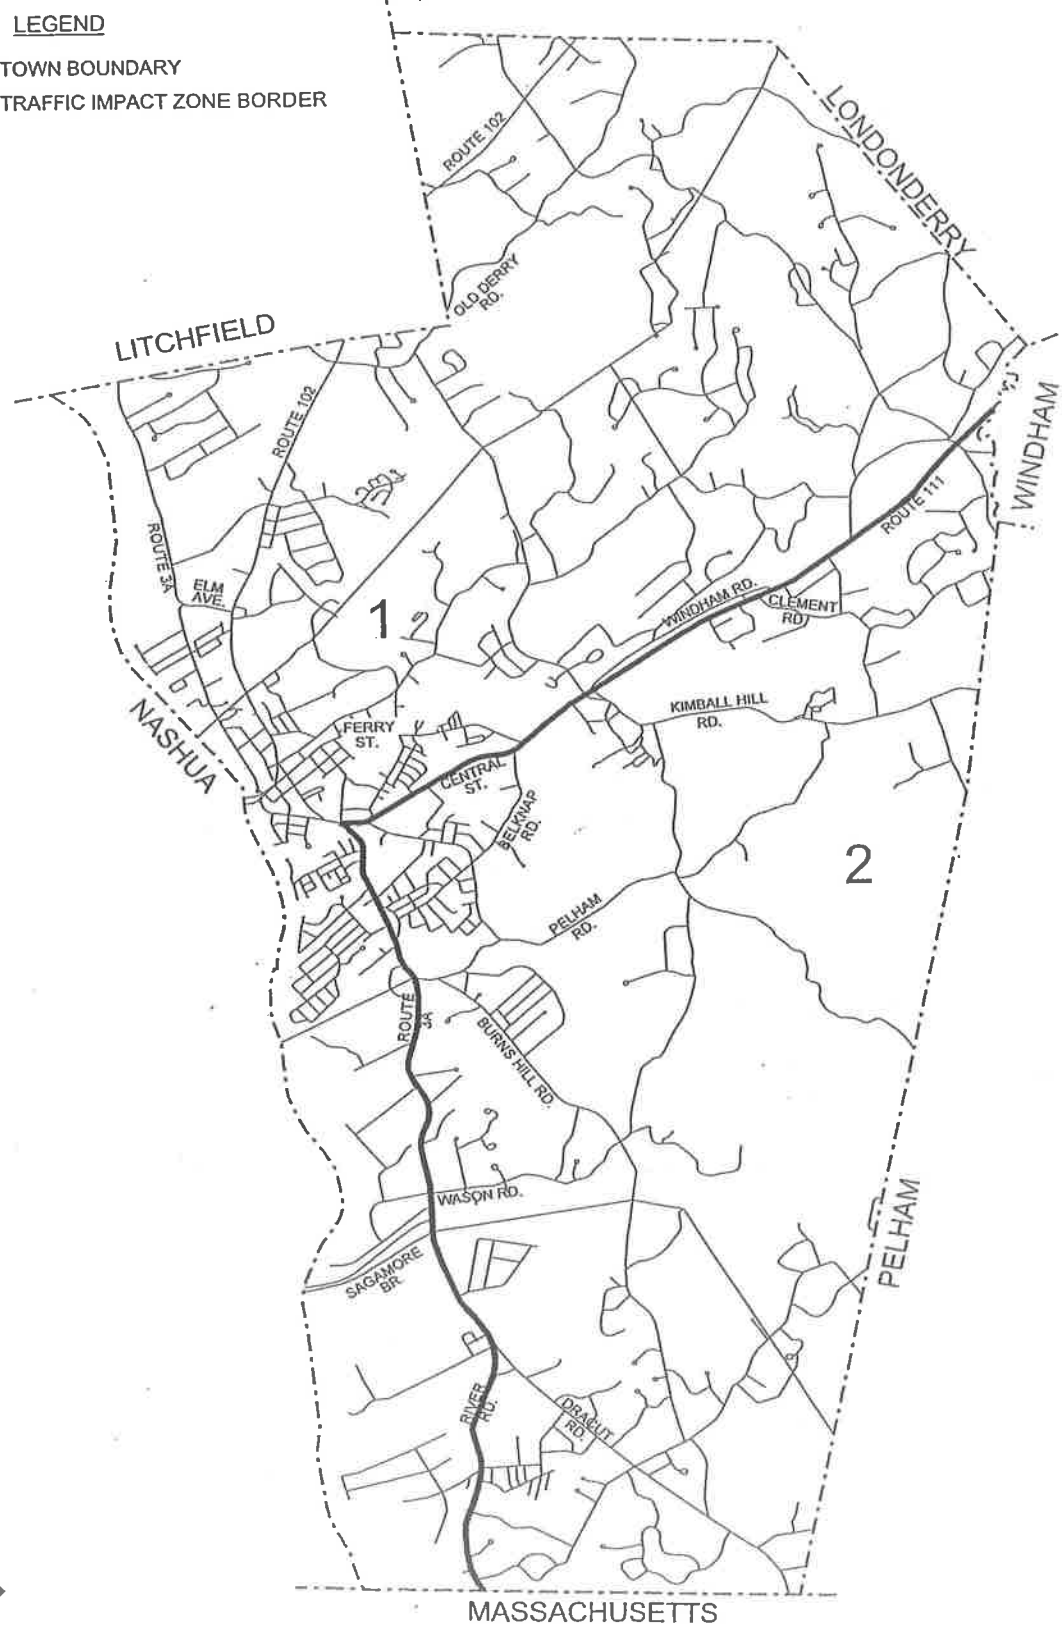 LEGEND
TOWN BOUNDARY
TRAFFIC IMPACT ZONE BORDER
ROUTE 102
LONDONDERRY
OLD DERRY
RD.
LITCHFIELD
ROUTE 102
WINDHAM
ROUTE 111
ROUTE 3A
ELM
AVE.
1
WINDHAM RD.
CLEMENT
RD.
KIMBALL HILL
RD.
NASHUA
FERRY
ST.
CENTRAL
ST.
BELKNAP
RD.
2
PELHAM
RD.
ROUTE
3A
BURNS HILL RD.
WASON RD.
PELHAM
SAGAMORE
BR.
RIVER
RD.
DRACUT
RD.
MASSACHUSETTS